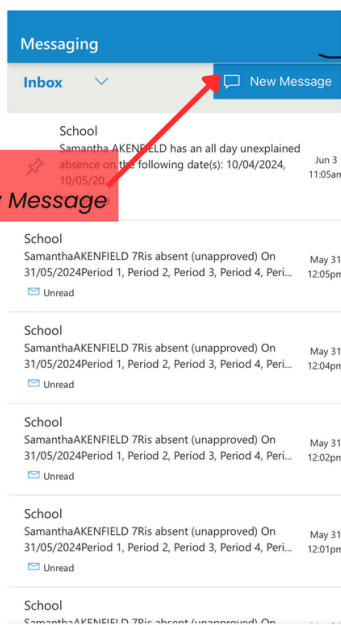 Messaging
Inbox
New Message
School
Samantha AKENFIELD has an all day unexplained
absence on the following date(s): 10/04/2024,
10/05/20
Jun 3
11:05am
Message
School
SamanthaAKENFIELD 7Ris absent (unapproved) On
31/05/2024Period 1, Period 2, Period 3, Period 4, Peri...
May 31
12:05pm
Unread
School
SamanthaAKENFIELD 7Ris absent (unapproved) On
31/05/2024Period 1, Period 2, Period 3, Period 4, Peri...
May 31
12:04pm
Unread
School
SamanthaAKENFIELD 7Ris absent (unapproved) On
31/05/2024Period 1, Period 2, Period 3, Period 4, Peri...
May 31
12:02pm
Unread
School
SamanthaAKENFIELD 7Ris absent (unapproved) On
31/05/2024Period 1, Period 2, Period 3, Period 4, Peri...
May 31
12:01pm
Unread
School
SamanthaAKENFIELD 7Ris absent (unapproved) On